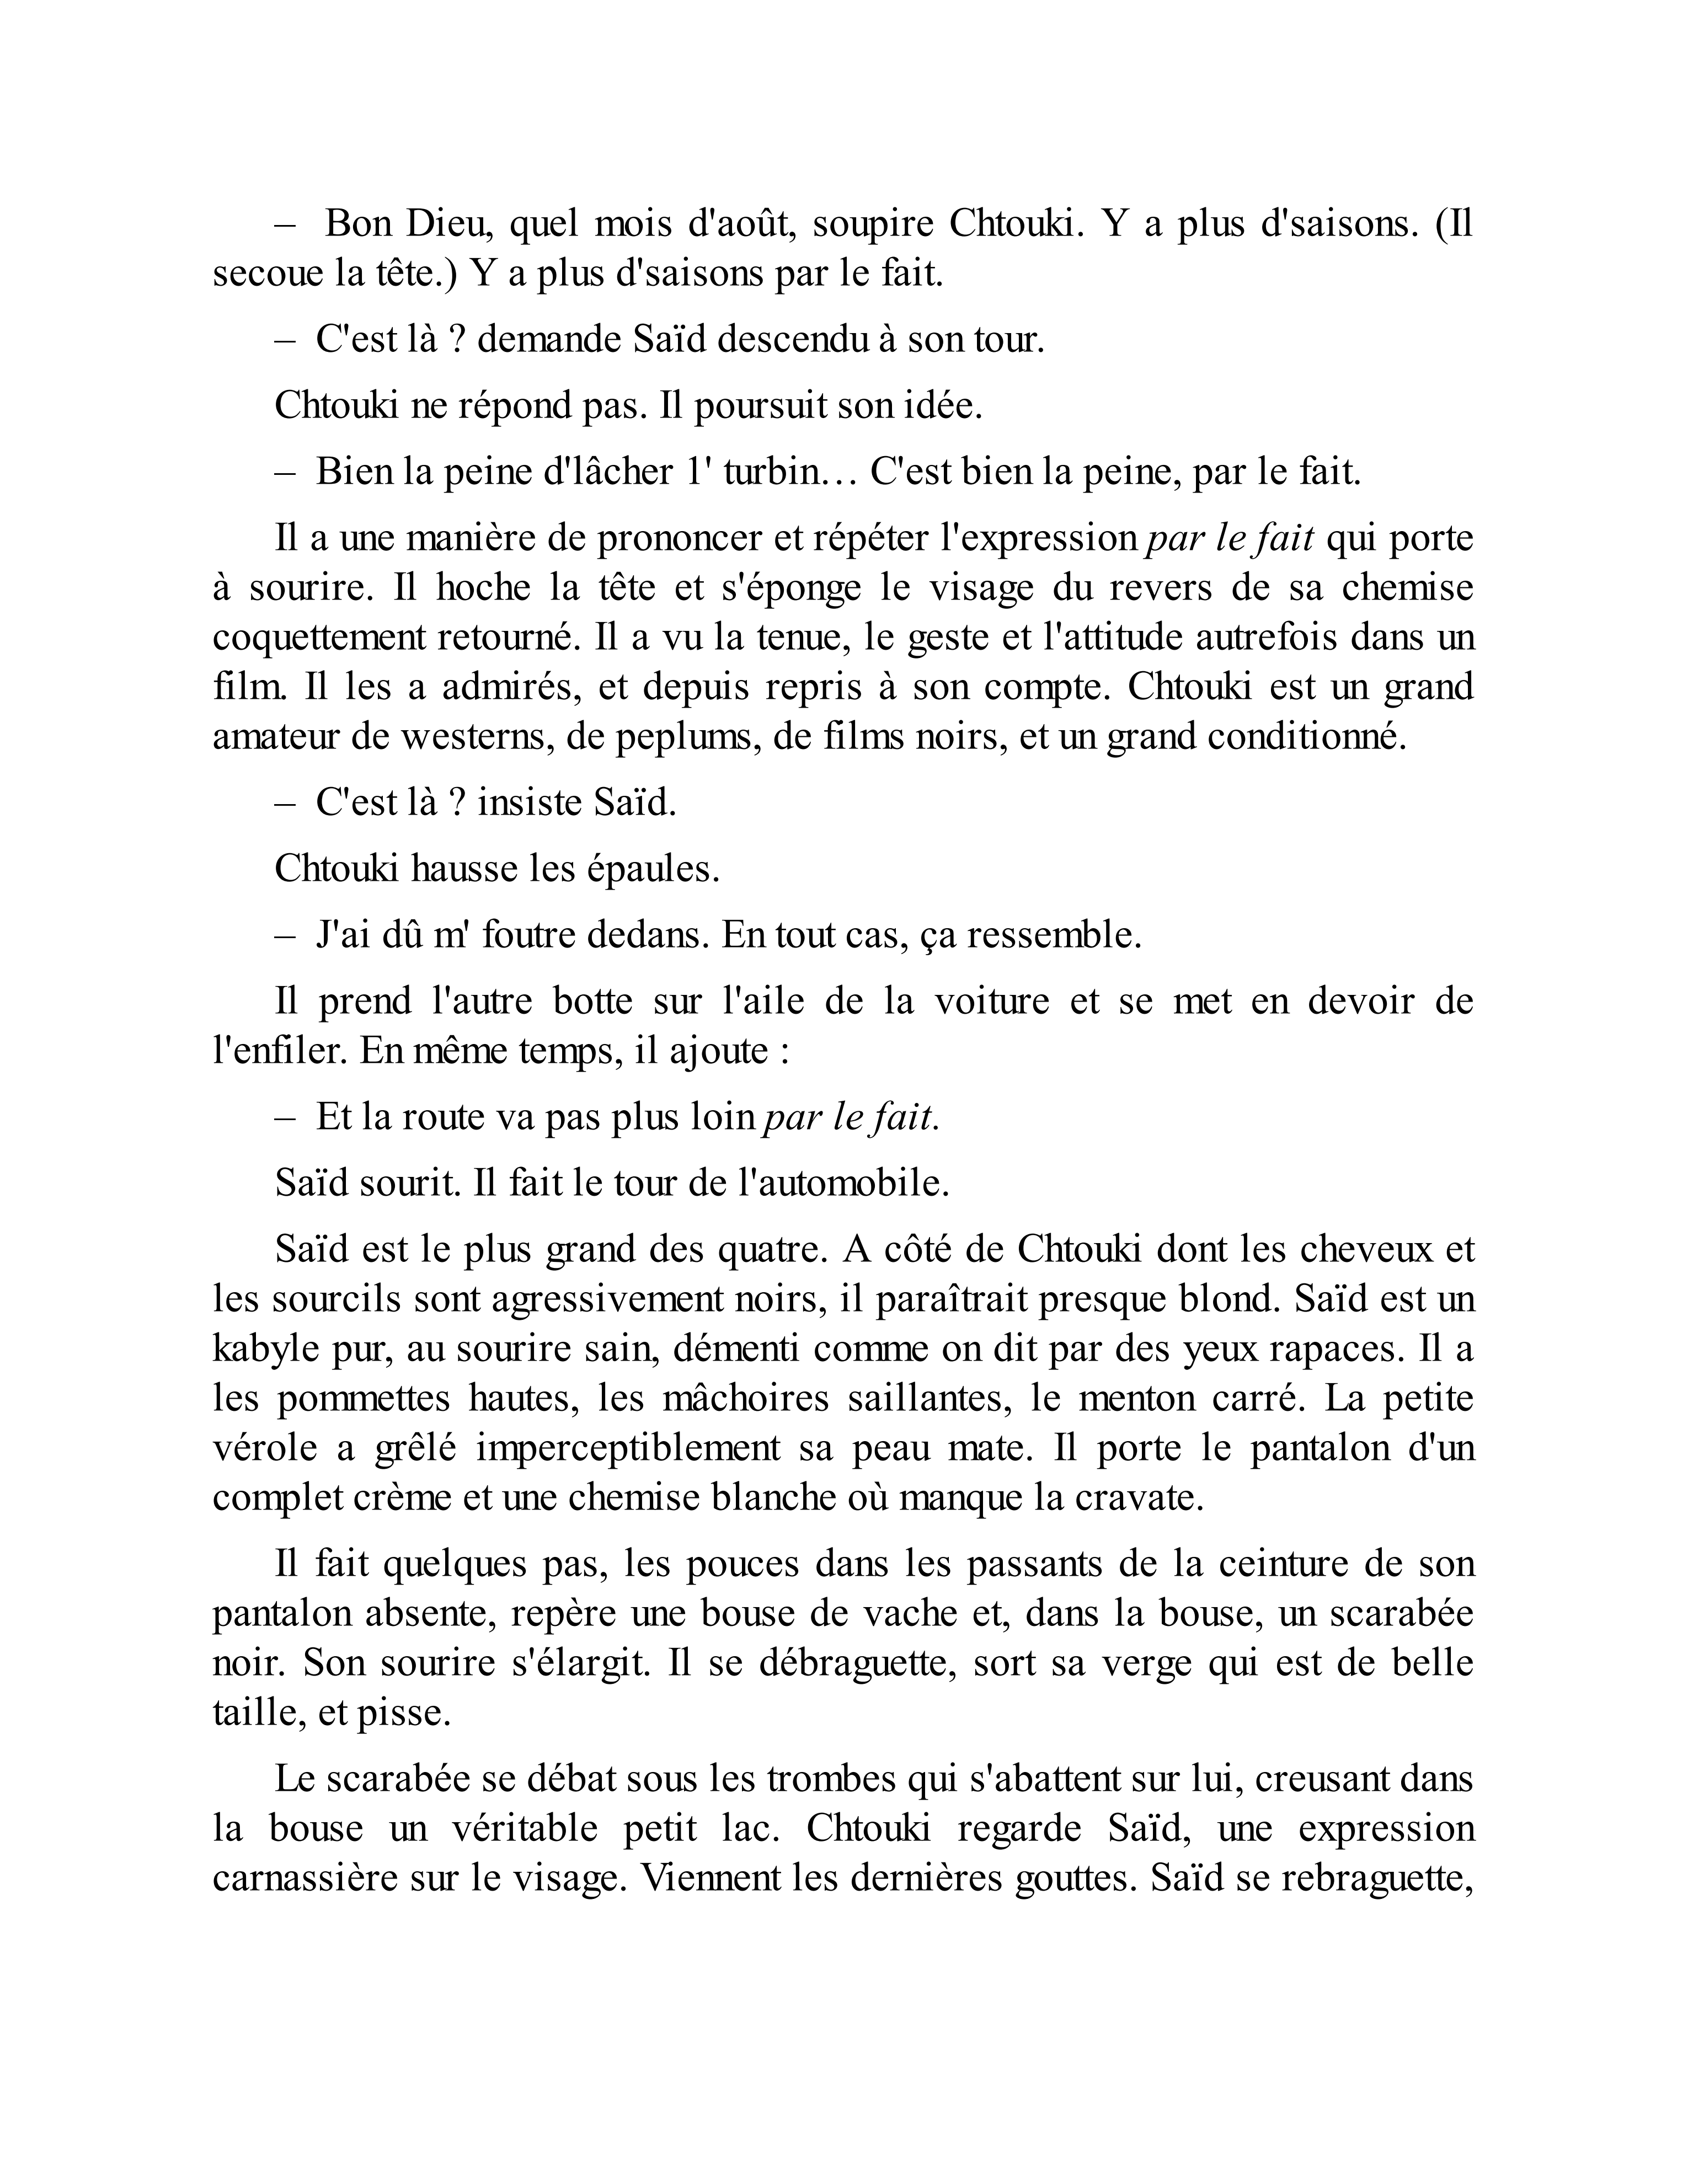 – Bon Dieu, quel mois d'août, soupire Chtouki. Y a plus d'saisons. (Il
secoue la tête.) Y a plus d'saisons par le fait.
– C'est là ? demande Saïd descendu à son tour.
Chtouki ne répond pas. Il poursuit son idée.
– Bien la peine d'lâcher 1' turbin… C'est bien la peine, par le fait.
Il a une manière de prononcer et répéter l'expression par le fait qui porte
à sourire. Il hoche la tête et s'éponge le visage du revers de sa chemise
coquettement retourné. Il a vu la tenue, le geste et l'attitude autrefois dans un
film. Il les a admirés, et depuis repris à son compte. Chtouki est un grand
amateur de westerns, de peplums, de films noirs, et un grand conditionné.
– C'est là ? insiste Saïd.
Chtouki hausse les épaules.
– J'ai dû m' foutre dedans. En tout cas, ça ressemble.
Il prend l'autre botte sur l'aile de la voiture et se met en devoir de
l'enfiler. En même temps, il ajoute :
– Et la route va pas plus loin par le fait.
Saïd sourit. Il fait le tour de l'automobile.
Saïd est le plus grand des quatre. A côté de Chtouki dont les cheveux et
les sourcils sont agressivement noirs, il paraîtrait presque blond. Saïd est un
kabyle pur, au sourire sain, démenti comme on dit par des yeux rapaces. Il a
les pommettes hautes, les mâchoires saillantes, le menton carré. La petite
vérole a grêlé imperceptiblement sa peau mate. Il porte le pantalon d'un
complet crème et une chemise blanche où manque la cravate.
Il fait quelques pas, les pouces dans les passants de la ceinture de son
pantalon absente, repère une bouse de vache et, dans la bouse, un scarabée
noir. Son sourire s'élargit. Il se débraguette, sort sa verge qui est de belle
taille, et pisse.
Le scarabée se débat sous les trombes qui s'abattent sur lui, creusant dans
la bouse un véritable petit lac. Chtouki regarde Saïd, une expression
carnassière sur le visage. Viennent les dernières gouttes. Saïd se rebraguette,